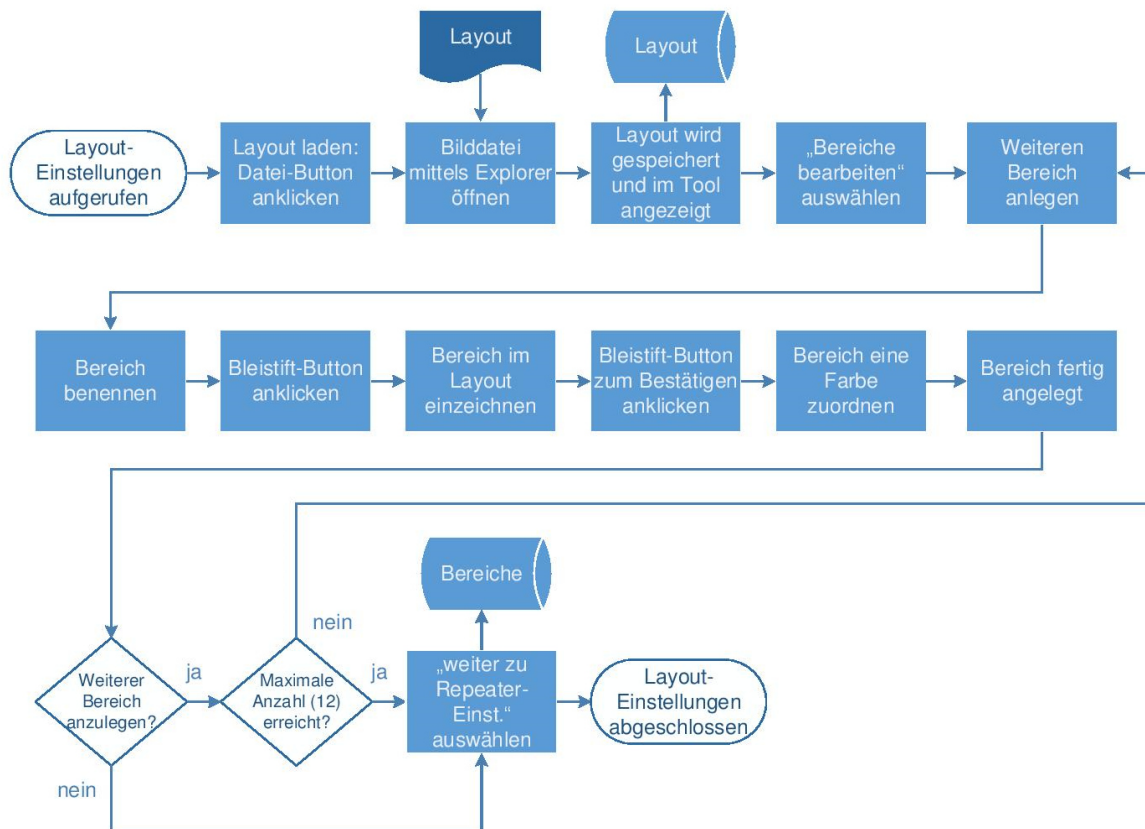 Layout
Layout
Layout-
Einstellungen
aufgerufen
Layout laden:
Datei-Button
anklicken
Bilddatei
mittels Explorer
öffnen
Layout wird
gespeichert
und im Tool
angezeigt
„Bereiche
bearbeiten“
auswählen
Weiteren
Bereich
anlegen
Bereich
benennen
Bleistift-Button
anklicken
Bereich im
Layout
einzeichnen
Bleistift-Button
zum Bestätigen
anklicken
Bereich eine
Farbe
zuordnen
Bereich fertig
angelegt
Weiterer
Bereich
anzulegen?
ja
nein
Maximale
Anzahl (12)
erreicht?
nein
ja
Bereiche
„weiter zu
Repeater-
Einst.“
auswählen
Layout-
Einstellungen
abgeschlossen